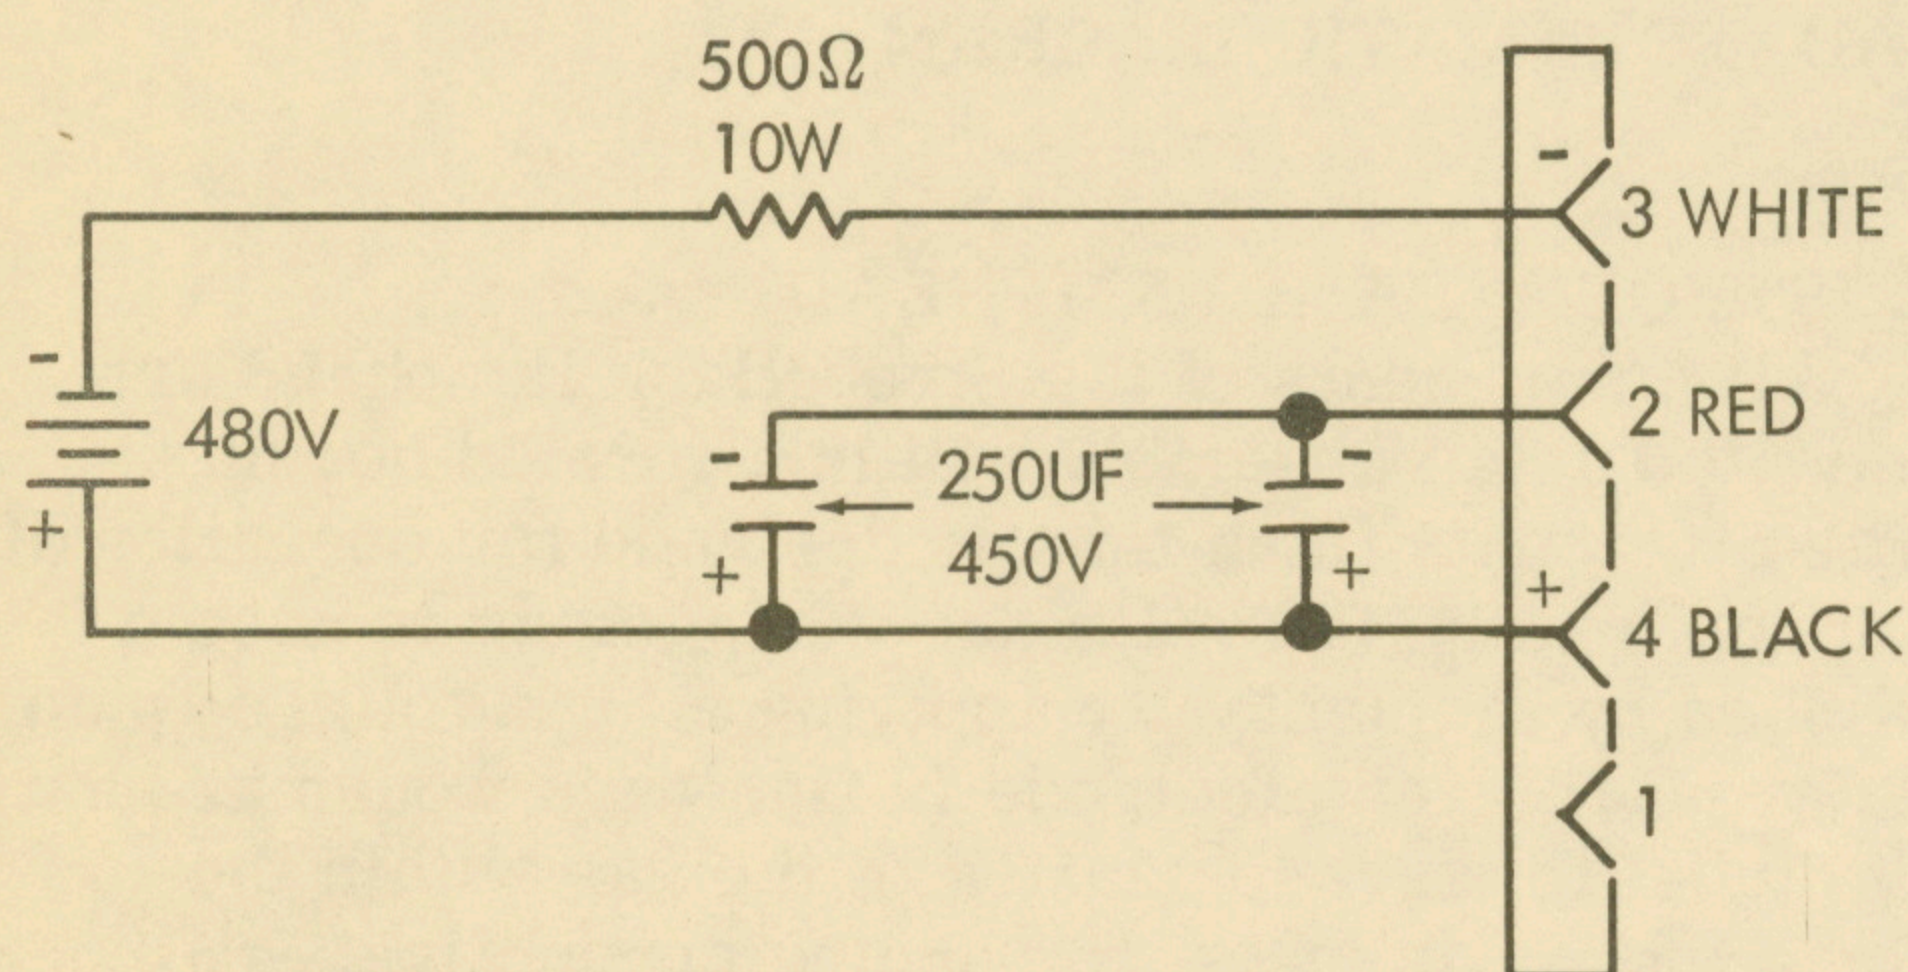 500Ω
10W
-
3 WHITE
-
480V
+
2 RED
-
250UF
-
450V
+
+
+
4 BLACK
1